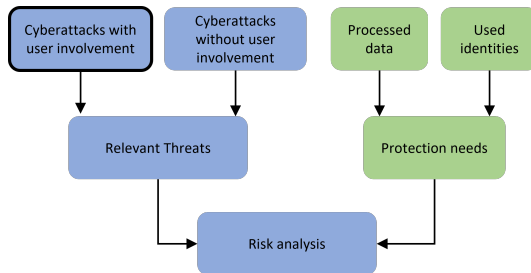 Cyberattacks with
user involvement
Cyberattacks
without user
involvement
Processed
data
Used
identities
Relevant Threats
Protection needs
Risk analysis